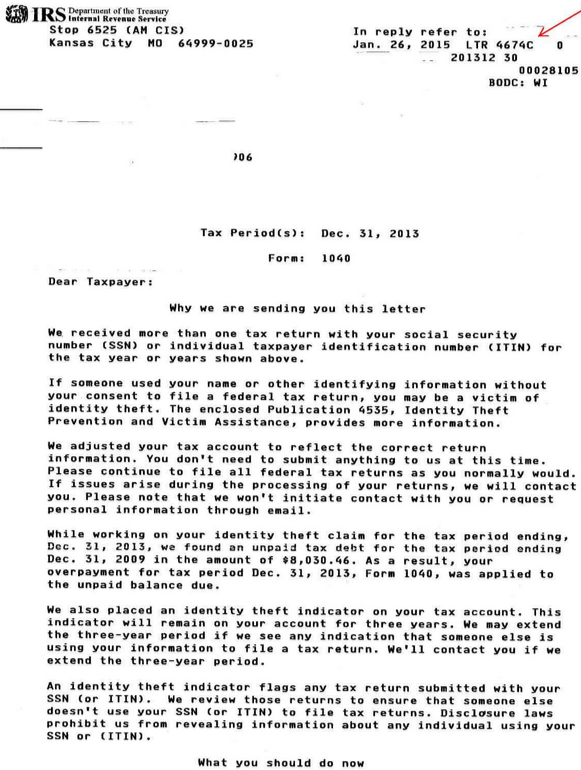 IRS Department of the Treasury
Internal Revenue Service
Stop 6525 (AM CIS)
Kansas City MO 64999-0025
In reply refer to:
Jan. 26, 2015 LTR 4674C 0
201312 30
00028105
BODC: WI
06
Tax Period(s): Dec. 31, 2013
Form: 1040
Dear Taxpayer:
Why we are sending you this letter
We received more than one tax return with your social security
number (SSN) or individual taxpayer identification number (ITIN) for
the tax year or years shown above.
If someone used your name or other identifying information without
your consent to file a federal tax return, you may be a victim of
identity theft. The enclosed Publication 4535, Identity Theft
Prevention and Victim Assistance, provides more information.
We adjusted your tax account to reflect the correct return
information. You don't need to submit anything to us at this time.
Please continue to file all federal tax returns as you normally would.
If issues arise during the processing of your returns, we will contact
you. Please note that we won't initiate contact with you or request
personal information through email.
While working on your identity theft claim for the tax period ending,
Dec. 31, 2013, we found an unpaid tax debt for the tax period ending
Dec. 31, 2009 in the amount of $8,030.46. As a result, your
overpayment for tax period Dec. 31, 2013, Form 1040, was applied to
the unpaid balance due.
We also placed an identity theft indicator on your tax account. This
indicator will remain on your account for three years. We may extend
the three-year period if we see any indication that someone else is
using your information to file a tax return. We'll contact you if we
extend the three-year period.
An identity theft indicator flags any tax return submitted with your
SSN (or ITIN). We review those returns to ensure that someone else
doesn't use your SSN (or ITIN) to file tax returns. Disclosure laws
prohibit us from revealing information about any individual using your
SSN or (ITIN).
What you should do now